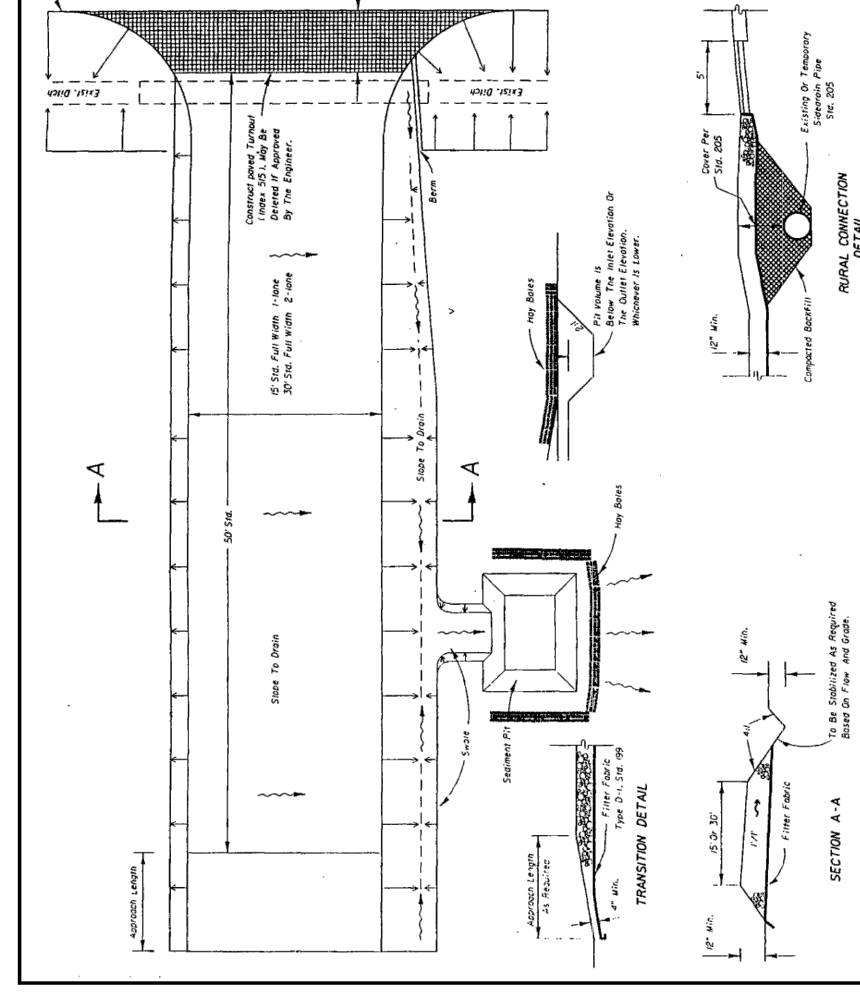 Exist. Ditch
Exist. Ditch
Construct paved Turnout
(Index 515). May Be
Deleted If Approved
By The Engineer.
Berm
15' Std. Full Width 1-lane
30' Std. Full Width 2-lane
50' Std.
Slope To Drain
Slope To Drain
A
A
Approach Length
Swale
Sediment Pit
Hay Bales
Hay Bales
Pit Volume Is
Below The Inlet Elevation Or
The Outlet Elevation.
Whichever Is Lower.
5'
Cover Per
Std. 205
Existing Or Temporary
Sidedrain Pipe
Std. 205
12" Min.
Compacted Backfill
RURAL CONNECTION
DETAIL
Approach Length
As Required
Filter Fabric
Type D-1, Std. 199
4" Min.
TRANSITION DETAIL
12" Min.
15' Or 30'
4:1
12" Min.
To Be Stabilized As Required
Based On Flow And Grade.
Filter Fabric
SECTION A-A